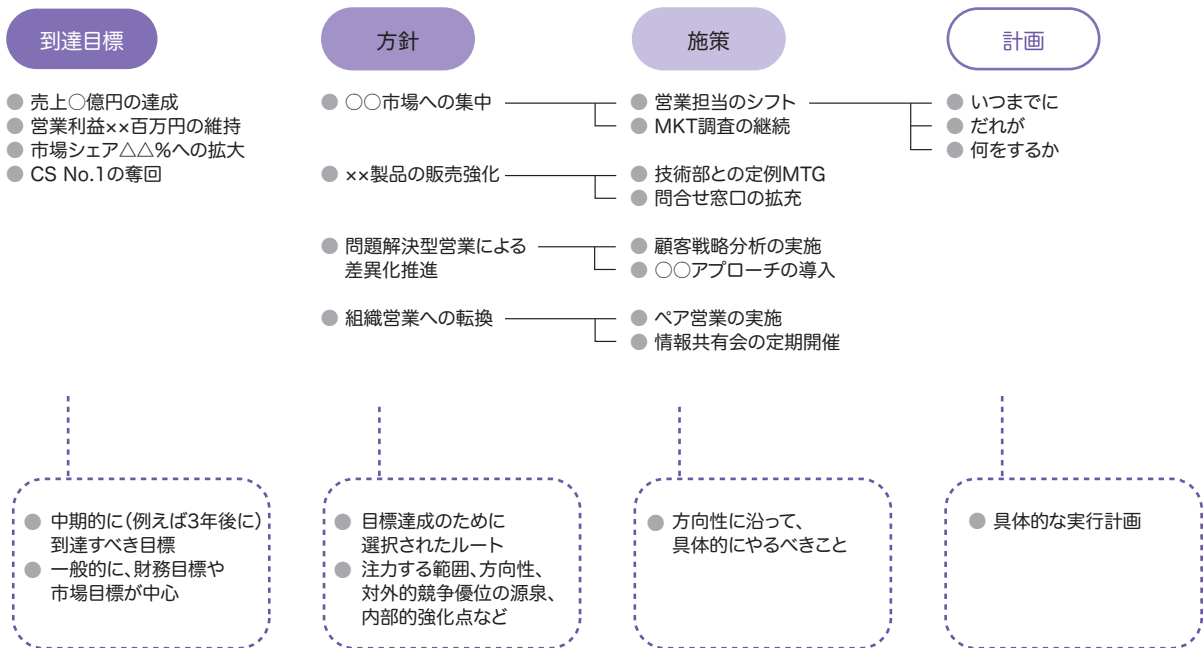 到達目標
方針
施策
計画
● 売上○億円の達成
● 営業利益××百万円の維持
● 市場シェア△△%への拡大
● CS No.1の奪回
● ○○市場への集中
● ××製品の販売強化
● 問題解決型営業による
差異化推進
● 組織営業への転換
● 営業担当のシフト
● MKT調査の継続
● 技術部との定例MTG
● 問合せ窓口の拡充
● 顧客戦略分析の実施
● ○○アプローチの導入
● ペア営業の実施
● 情報共有会の定期開催
● いつまでに
● だれが
● 何をするか
● 中期的に(例えば3年後に)
到達すべき目標
● 一般的に、財務目標や
市場目標が中心
● 目標達成のために
選択されたルート
● 注力する範囲、方向性、
対外的競争優位の源泉、
内部的強化点など
● 方向性に沿って、
具体的にやるべきこと
● 具体的な実行計画